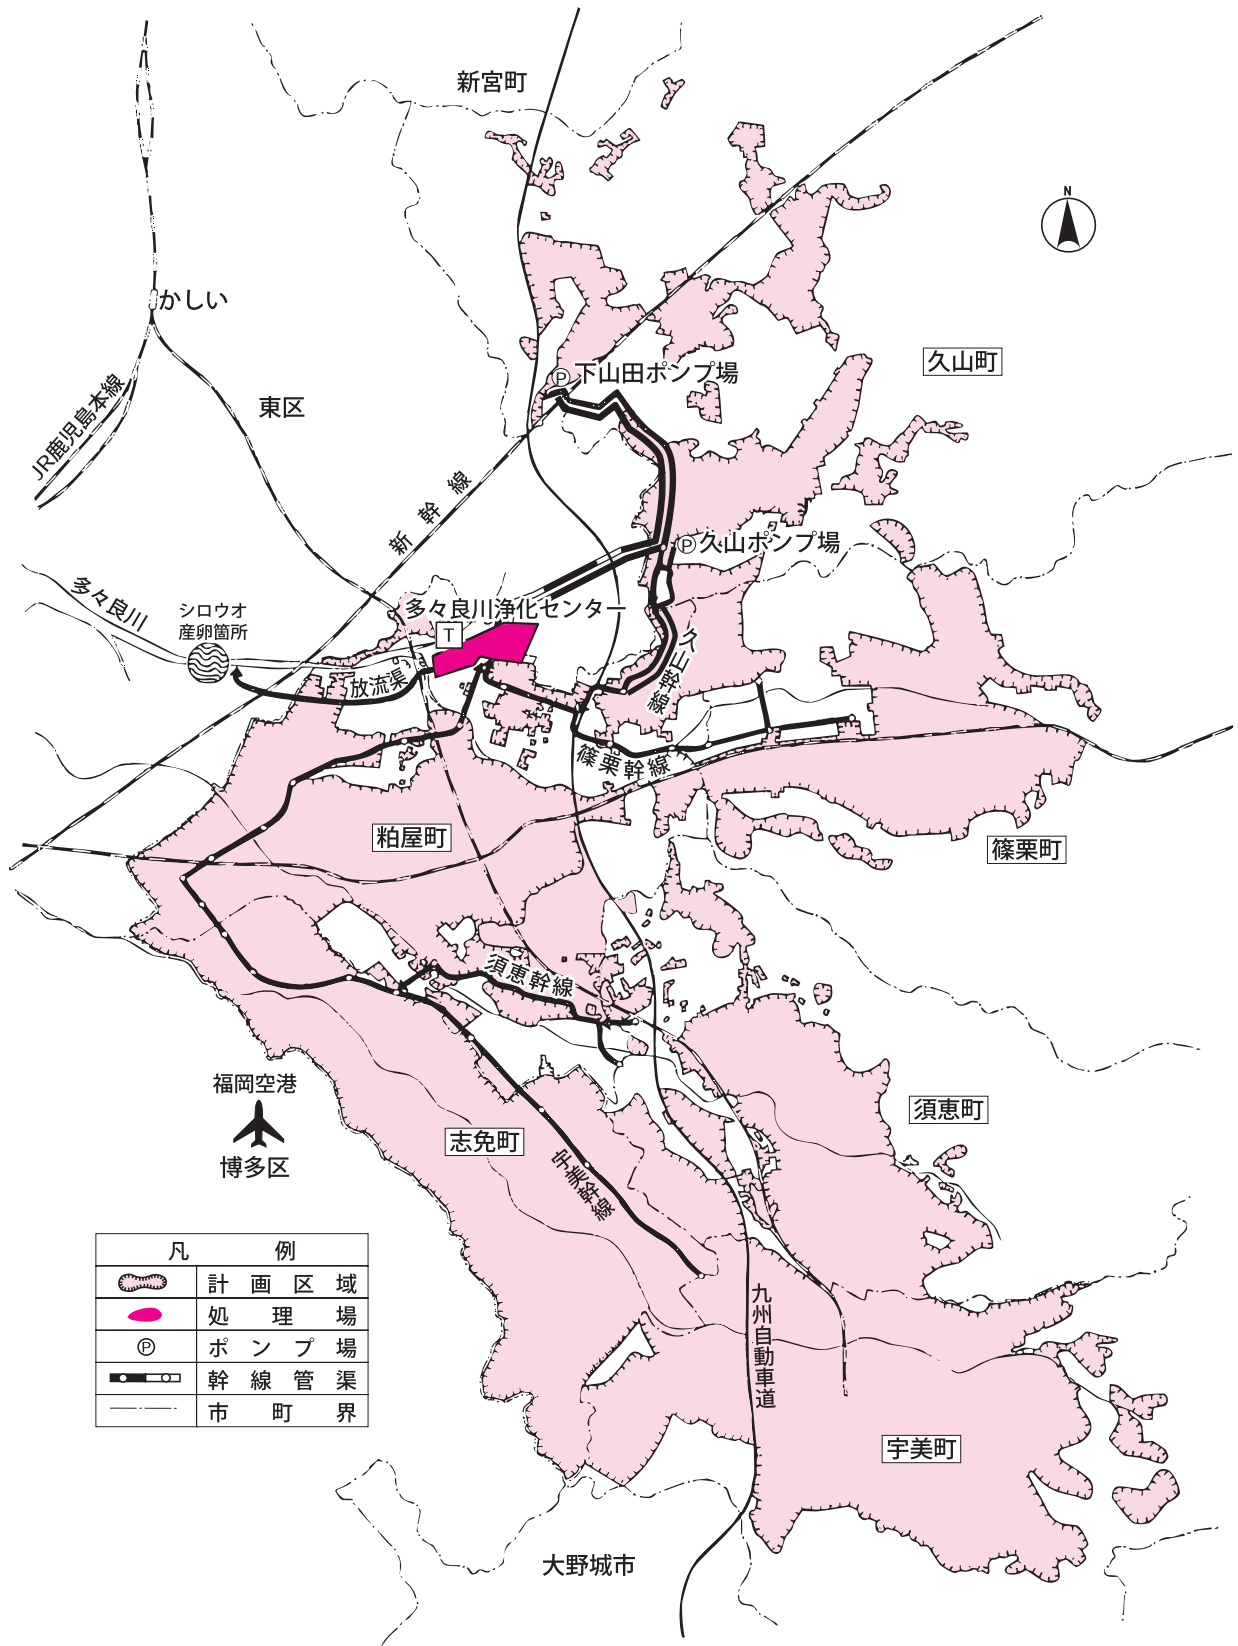 新宮町
N
かしい
久山町
下山田ポンプ場
P
東区
JR鹿児島本線
新幹線
久山ポンプ場
P
多々良川
シロウオ
産卵箇所
多々良川浄化センター
T
放流渠
久山幹線
篠栗幹線
粕屋町
篠栗町
須恵幹線
福岡空港
博多区
志免町
須恵町
宇美幹線
凡例
計画区域
処理場
P ポンプ場
幹線管渠
市町界
九州自動車道
宇美町
大野城市